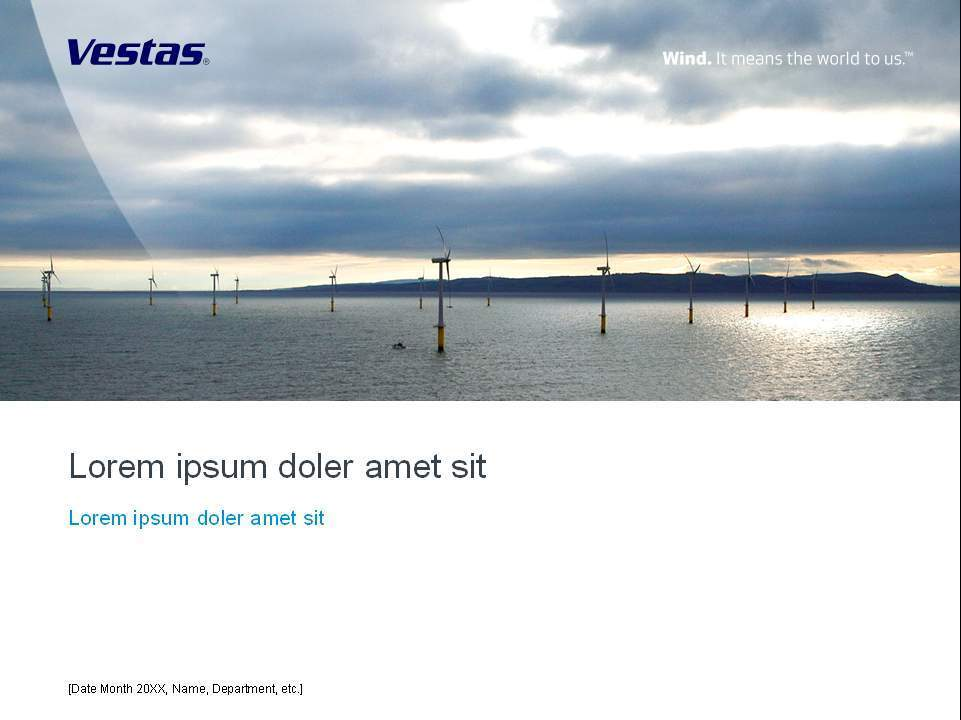 Vestas®
Wind. It means the world to us.™
Lorem ipsum doler amet sit
Lorem ipsum doler amet sit
[Date Month 20XX, Name, Department, etc.]